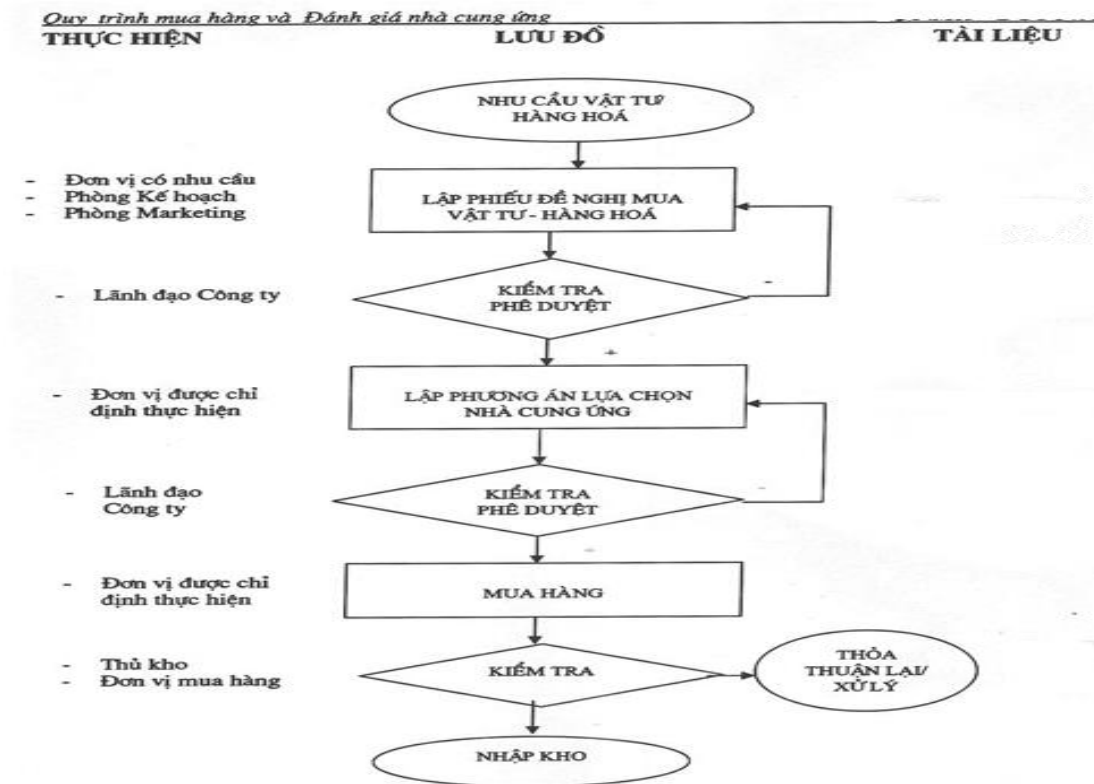 Quy trình mua hàng và Đánh giá nhà cung ứng
THỰC HIỆN LƯU ĐỒ TÀI LIỆU
NHU CẦU VẬT TƯ
HÀNG HOÁ
- Đơn vị có nhu cầu
- Phòng Kế hoạch
- Phòng Marketing
LẬP PHIẾU ĐỀ NGHỊ MUA
VẬT TƯ - HÀNG HOÁ
- Lãnh đạo Công ty
KIỂM TRA
PHÊ DUYỆT
-
+
- Đơn vị được chỉ
định thực hiện
LẬP PHƯƠNG ÁN LỰA CHỌN
NHÀ CUNG ỨNG
- Lãnh đạo
Công ty
KIỂM TRA
PHÊ DUYỆT
-
+
- Đơn vị được chỉ
định thực hiện
MUA HÀNG
- Thủ kho
- Đơn vị mua hàng
KIỂM TRA
THỎA
THUẬN LẠI/
XỬ LÝ
NHẬP KHO